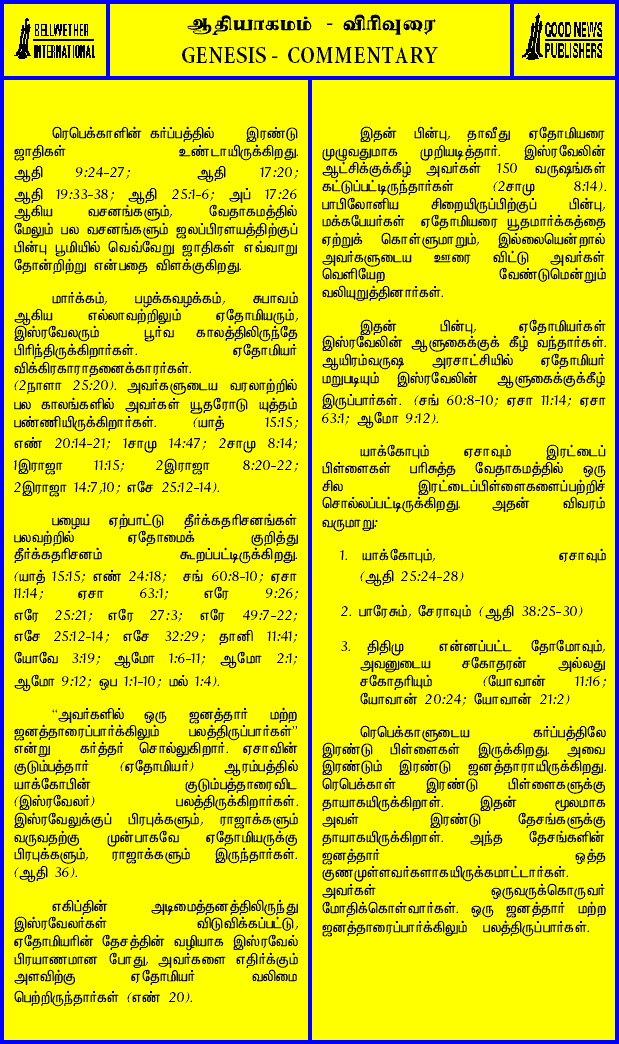 BELLWETHER
INTERNATIONAL
ஆதியாகமம் - விரிவுரை
GENESIS - COMMENTARY
GOOD NEWS
PUBLISHERS
ரெபெக்காளின் கர்ப்பத்தில் இரண்டு
ஜாதிகள் உண்டாயிருக்கிறது.
ஆதி 9:24-27; ஆதி 17:20;
ஆதி 19:33-38; ஆதி 25:1-6; அப் 17:26
ஆகிய வசனங்களும், வேதாகமத்தில்
மேலும் பல வசனங்களும் ஜலப்பிரளயத்திற்குப்
பின்பு பூமியில் வெவ்வேறு ஜாதிகள் எவ்வாறு
தோன்றிற்று என்பதை விளக்குகிறது.
மார்க்கம், பழக்கவழக்கம், சுபாவம்
ஆகிய எல்லாவற்றிலும் ஏதோமியரும்,
இஸ்ரவேலரும் பூர்வ காலத்திலிருந்தே
பிரிந்திருக்கிறார்கள். ஏதோமியர்
விக்கிரகாராதனைக்காரர்கள்.
(2நாளா 25:20). அவர்களுடைய வரலாற்றில்
பல காலங்களில் அவர்கள் யூதரோடு யுத்தம்
பண்ணியிருக்கிறார்கள். (யாத் 15:15;
எண் 20:14-21; 1சாமு 14:47; 2சாமு 8:14;
1இராஜா 11:15; 2இராஜா 8:20-22;
2இராஜா 14:7,10; எசே 25:12-14).
பழைய ஏற்பாட்டு தீர்க்கதரிசனங்கள்
பலவற்றில் ஏதோமைக் குறித்து
தீர்க்கதரிசனம் கூறப்பட்டிருக்கிறது.
(யாத் 15:15; எண் 24:18; சங் 60:8-10; ஏசா
11:14; ஏசா 63:1; எரே 9:26;
எரே 25:21; எரே 27:3; எரே 49:7-22;
எசே 25:12-14; எசே 32:29; தானி 11:41;
யோவே 3:19; ஆமோ 1:6-11; ஆமோ 2:1;
ஆமோ 9:12; ஒப 1:1-10; மல் 1:4).
"அவர்களில் ஒரு ஜனத்தார் மற்ற
ஜனத்தாரைப்பார்க்கிலும் பலத்திருப்பார்கள்"
என்று கர்த்தர் சொல்லுகிறார். ஏசாவின்
குடும்பத்தார் (ஏதோமியர்) ஆரம்பத்தில்
யாக்கோபின் குடும்பத்தாரைவிட
(இஸ்ரவேலர்) பலத்திருக்கிறார்கள்.
இஸ்ரவேலுக்குப் பிரபுக்களும், ராஜாக்களும்
வருவதற்கு முன்பாகவே ஏதோமியருக்கு
பிரபுக்களும், ராஜாக்களும் இருந்தார்கள்.
(ஆதி 36).
எகிப்தின் அடிமைத்தனத்திலிருந்து
இஸ்ரவேலர்கள் விடுவிக்கப்பட்டு,
ஏதோமியரின் தேசத்தின் வழியாக இஸ்ரவேல்
பிரயாணமான போது, அவர்களை எதிர்க்கும்
அளவிற்கு ஏதோமியர் வலிமை
பெற்றிருந்தார்கள் (எண் 20).
இதன் பின்பு, தாவீது ஏதோமியரை
முழுவதுமாக முறியடித்தார். இஸ்ரவேலின்
ஆட்சிக்குக்கீழ் அவர்கள் 150 வருஷங்கள்
கட்டுப்பட்டிருந்தார்கள் (2சாமு 8:14).
பாபிலோனிய சிறையிருப்பிற்குப் பின்பு,
மக்கபேயர்கள் ஏதோமியரை யூதமார்க்கத்தை
ஏற்றுக் கொள்ளுமாறும், இல்லையென்றால்
அவர்களுடைய ஊரை விட்டு அவர்கள்
வெளியேற வேண்டுமென்றும்
வலியுறுத்தினார்கள்.
இதன் பின்பு, ஏதோமியர்கள்
இஸ்ரவேலின் ஆளுகைக்குக் கீழ் வந்தார்கள்.
ஆயிரம்வருஷ அரசாட்சியில் ஏதோமியர்
மறுபடியும் இஸ்ரவேலின் ஆளுகைக்குக்கீழ்
இருப்பார்கள். (சங் 60:8-10; ஏசா 11:14; ஏசா
63:1; ஆமோ 9:12).
யாக்கோபும் ஏசாவும் இரட்டைப்
பிள்ளைகள் பரிசுத்த வேதாகமத்தில் ஒரு
சில இரட்டைப்பிள்ளைகளைப்பற்றிச்
சொல்லப்பட்டிருக்கிறது. அதன் விவரம்
வருமாறு:
1. யாக்கோபும், ஏசாவும்
(ஆதி 25:24-28)
2. பாரேசும், சேராவும் (ஆதி 38:25-30)
3. திதிமு என்னப்பட்ட தோமோவும்,
அவனுடைய சகோதரன் அல்லது
சகோதரியும் (யோவான் 11:16;
யோவான் 20:24; யோவான் 21:2)
ரெபெக்காளுடைய கர்ப்பத்திலே
இரண்டு பிள்ளைகள் இருக்கிறது. அவை
இரண்டும் இரண்டு ஜனத்தாராயிருக்கிறது.
ரெபெக்காள் இரண்டு பிள்ளைகளுக்கு
தாயாகயிருக்கிறாள். இதன் மூலமாக
அவள் இரண்டு தேசங்களுக்கு
தாயாகயிருக்கிறாள். அந்த தேசங்களின்
ஜனத்தார் ஒத்த
குணமுள்ளவர்களாகயிருக்கமாட்டார்கள்.
அவர்கள் ஒருவருக்கொருவர்
மோதிக்கொள்வார்கள். ஒரு ஜனத்தார் மற்ற
ஜனத்தாரைப்பார்க்கிலும் பலத்திருப்பார்கள்.